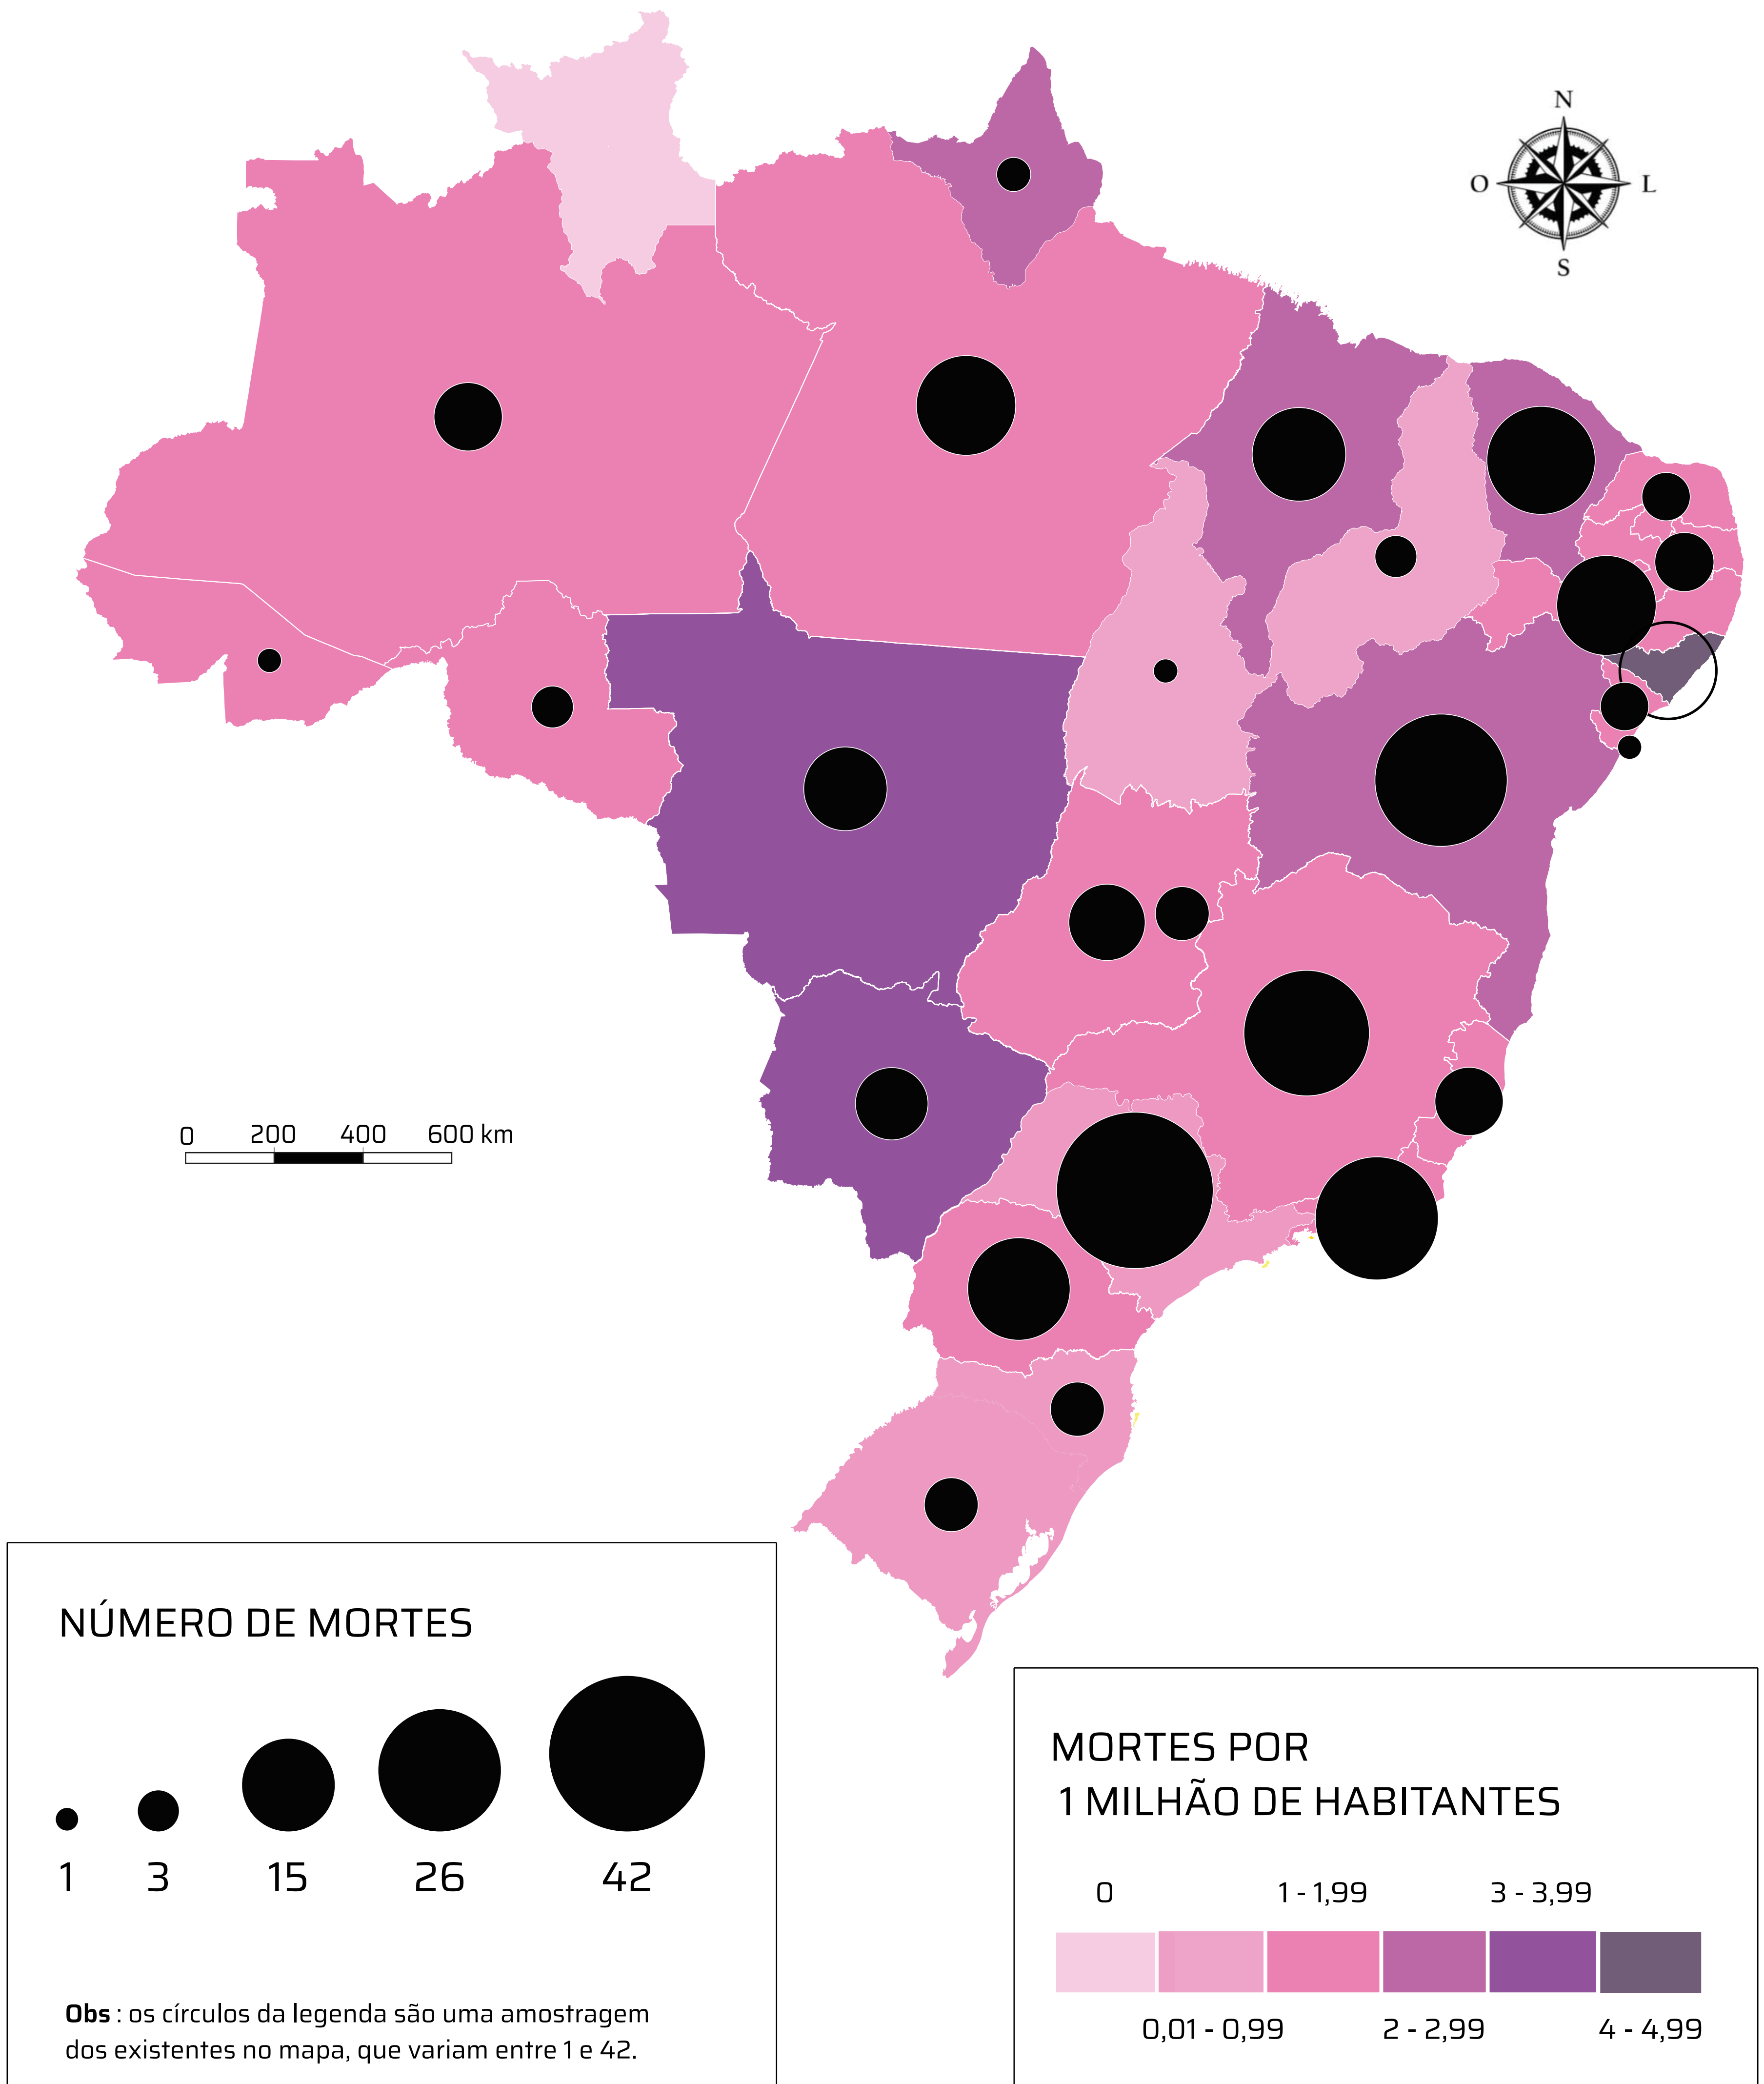 N
O
L
S
0 200 400 600 km
NÚMERO DE MORTES
1 3 15 26 42
Obs : os círculos da legenda são uma amostragem
dos existentes no mapa, que variam entre 1 e 42.
MORTES POR
1 MILHÃO DE HABITANTES
0 1 - 1,99 3 - 3,99
0,01 - 0,99 2 - 2,99 4 - 4,99